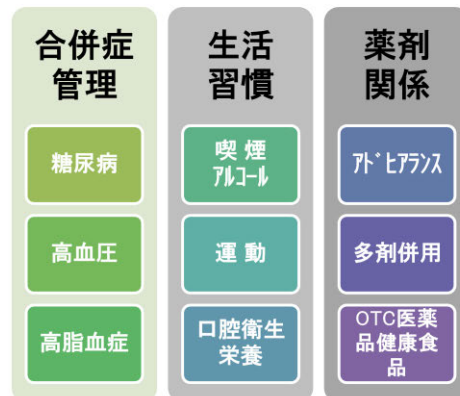 合併症
管理
糖尿病
高血圧
高脂血症
生活
習慣
喫煙
ｱﾙｺｰﾙ
運動
口腔衛生
栄養
薬剤
関係
ｱﾄﾞﾋｱﾗﾝｽ
多剤併用
OTC医薬
品健康食
品